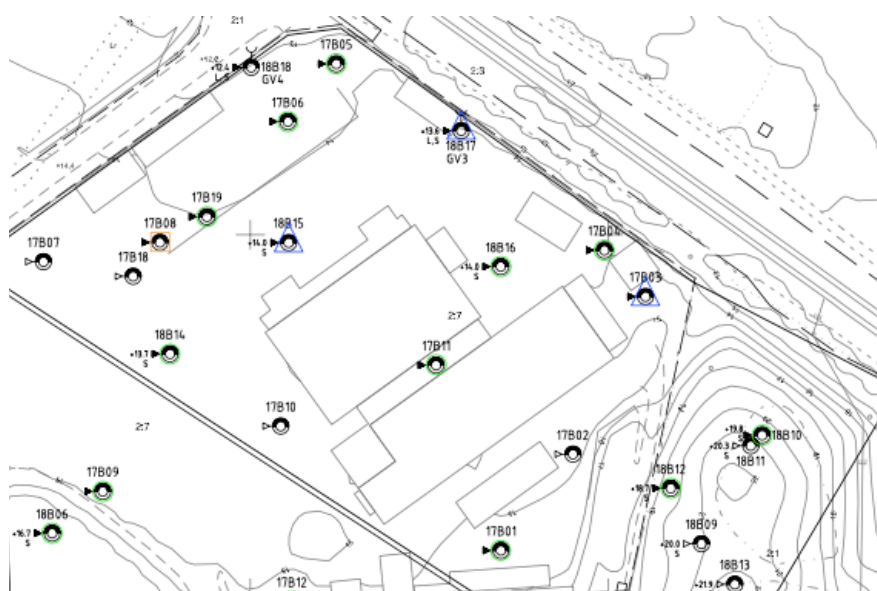 2:1
17B05
+12.4
18B18
GV4
2:3
17B06
+13.6
L,S
18B17
GV3
+14.4
17B19
17B08
18B15
+14.0
S
17B07
17B18
17B04
18B16
+14.0
S
17B03
2:7
18B14
+13.7
S
17B11
17B10
2:7
17B02
+19.8
S
18B10
+20.3
S
18B11
17B09
18B12
+18.7
S
18B06
+16.7
S
18B09
+20.0
S
17B01
2:1
17B12
18B13
+21.9